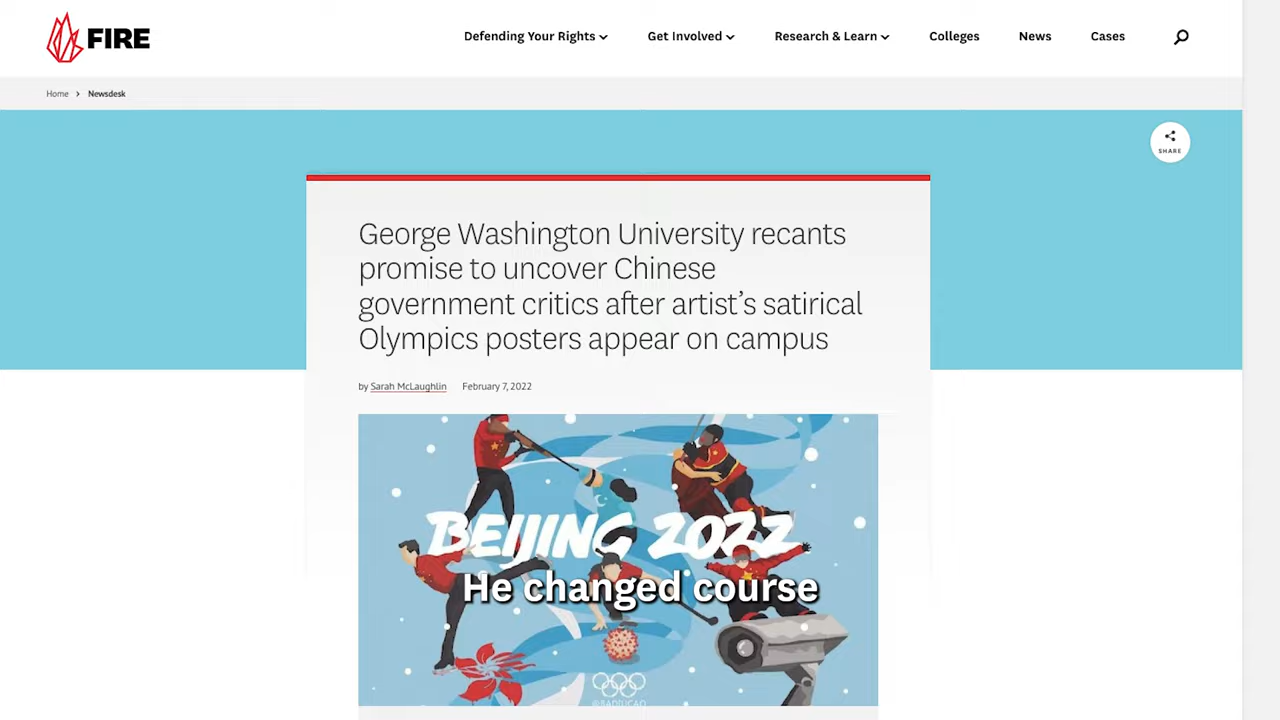 FIRE
Defending Your Rights
Get Involved
Research & Learn
Colleges
News
Cases
Home > Newsdesk
SHARE
George Washington University recants
promise to uncover Chinese
government critics after artist’s satirical
Olympics posters appear on campus
by Sarah McLaughlin February 7, 2022
BEIJING 2022
He changed course
@BADIUCAO